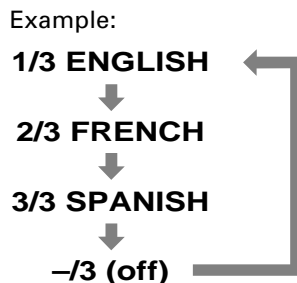 Example:
1/3 ENGLISH
2/3 FRENCH
3/3 SPANISH
–/3 (off)